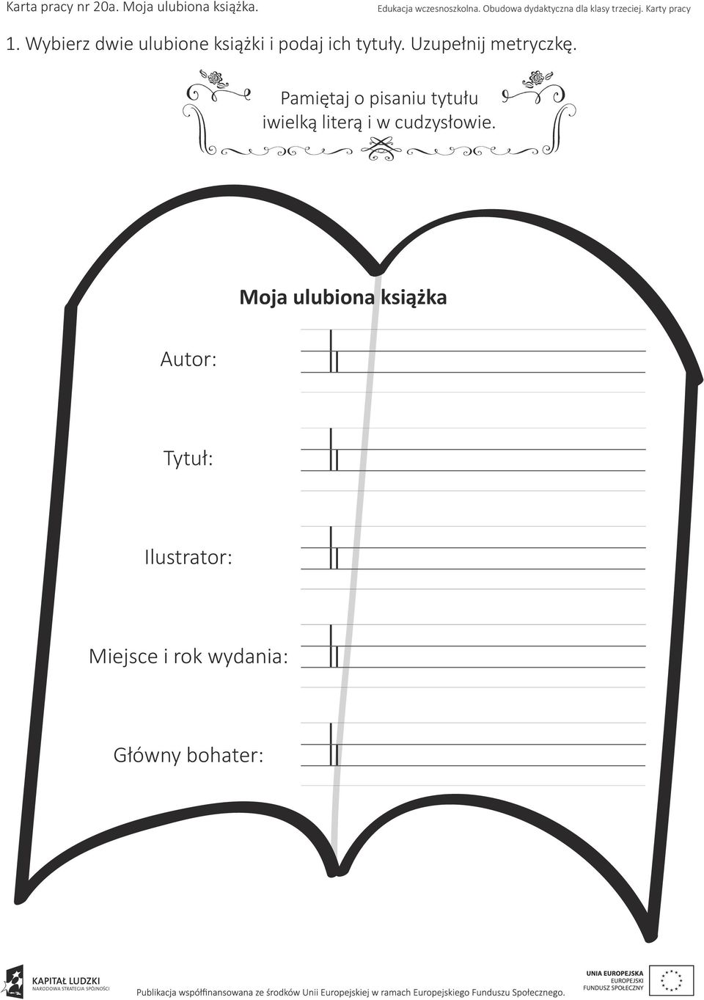 Karta pracy nr 20a. Moja ulubiona książka.
Edukacja wczesnoszkolna. Obudowa dydaktyczna dla klasy trzeciej. Karty pracy
1. Wybierz dwie ulubione książki i podaj ich tytuły. Uzupełnij metryczkę.
Pamiętaj o pisaniu tytułu
iwielką literą i w cudzysłowie.
Moja ulubiona książka
Autor:
Tytuł:
Ilustrator:
Miejsce i rok wydania:
Główny bohater:
KAPITAŁ LUDZKI
NARODOWA STRATEGIA SPÓJNOŚCI
Publikacja współfinansowana ze środków Unii Europejskiej w ramach Europejskiego Funduszu Społecznego.
UNIA EUROPEJSKA
EUROPEJSKI
FUNDUSZ SPOŁECZNY